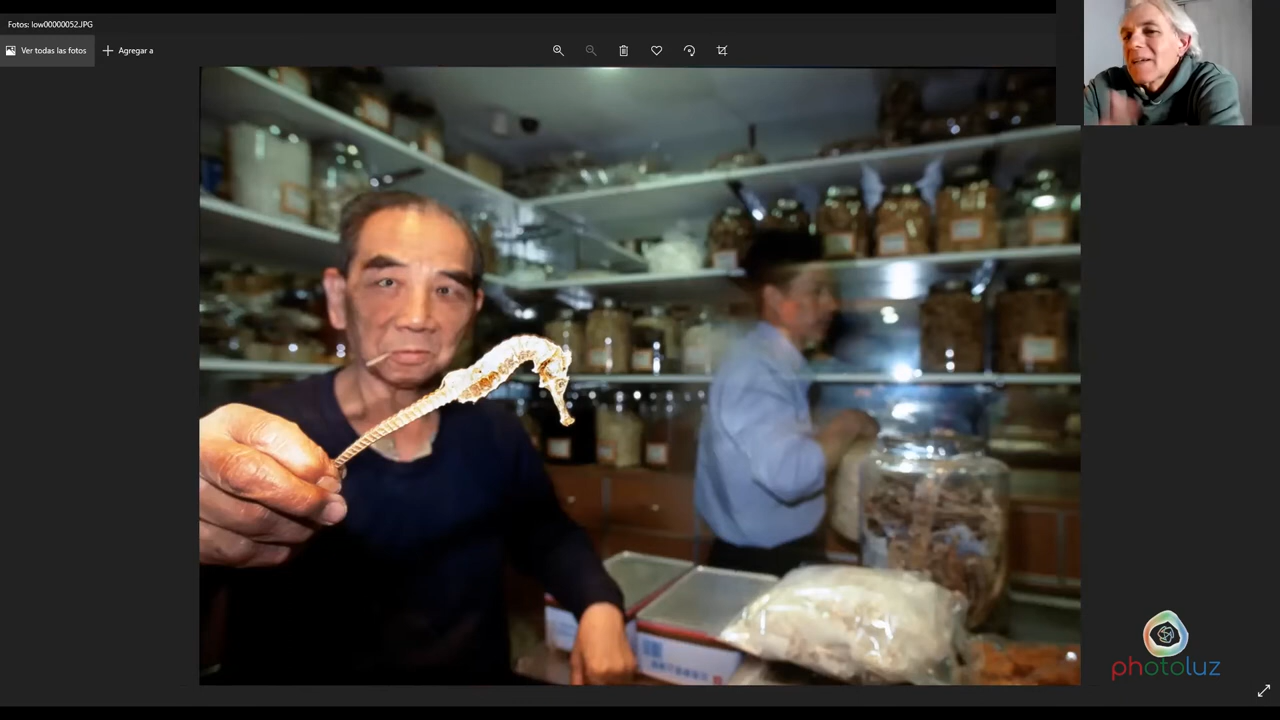 Fotos: low00000052.JPG
Ver todas las fotos
Agregar a
photoluz